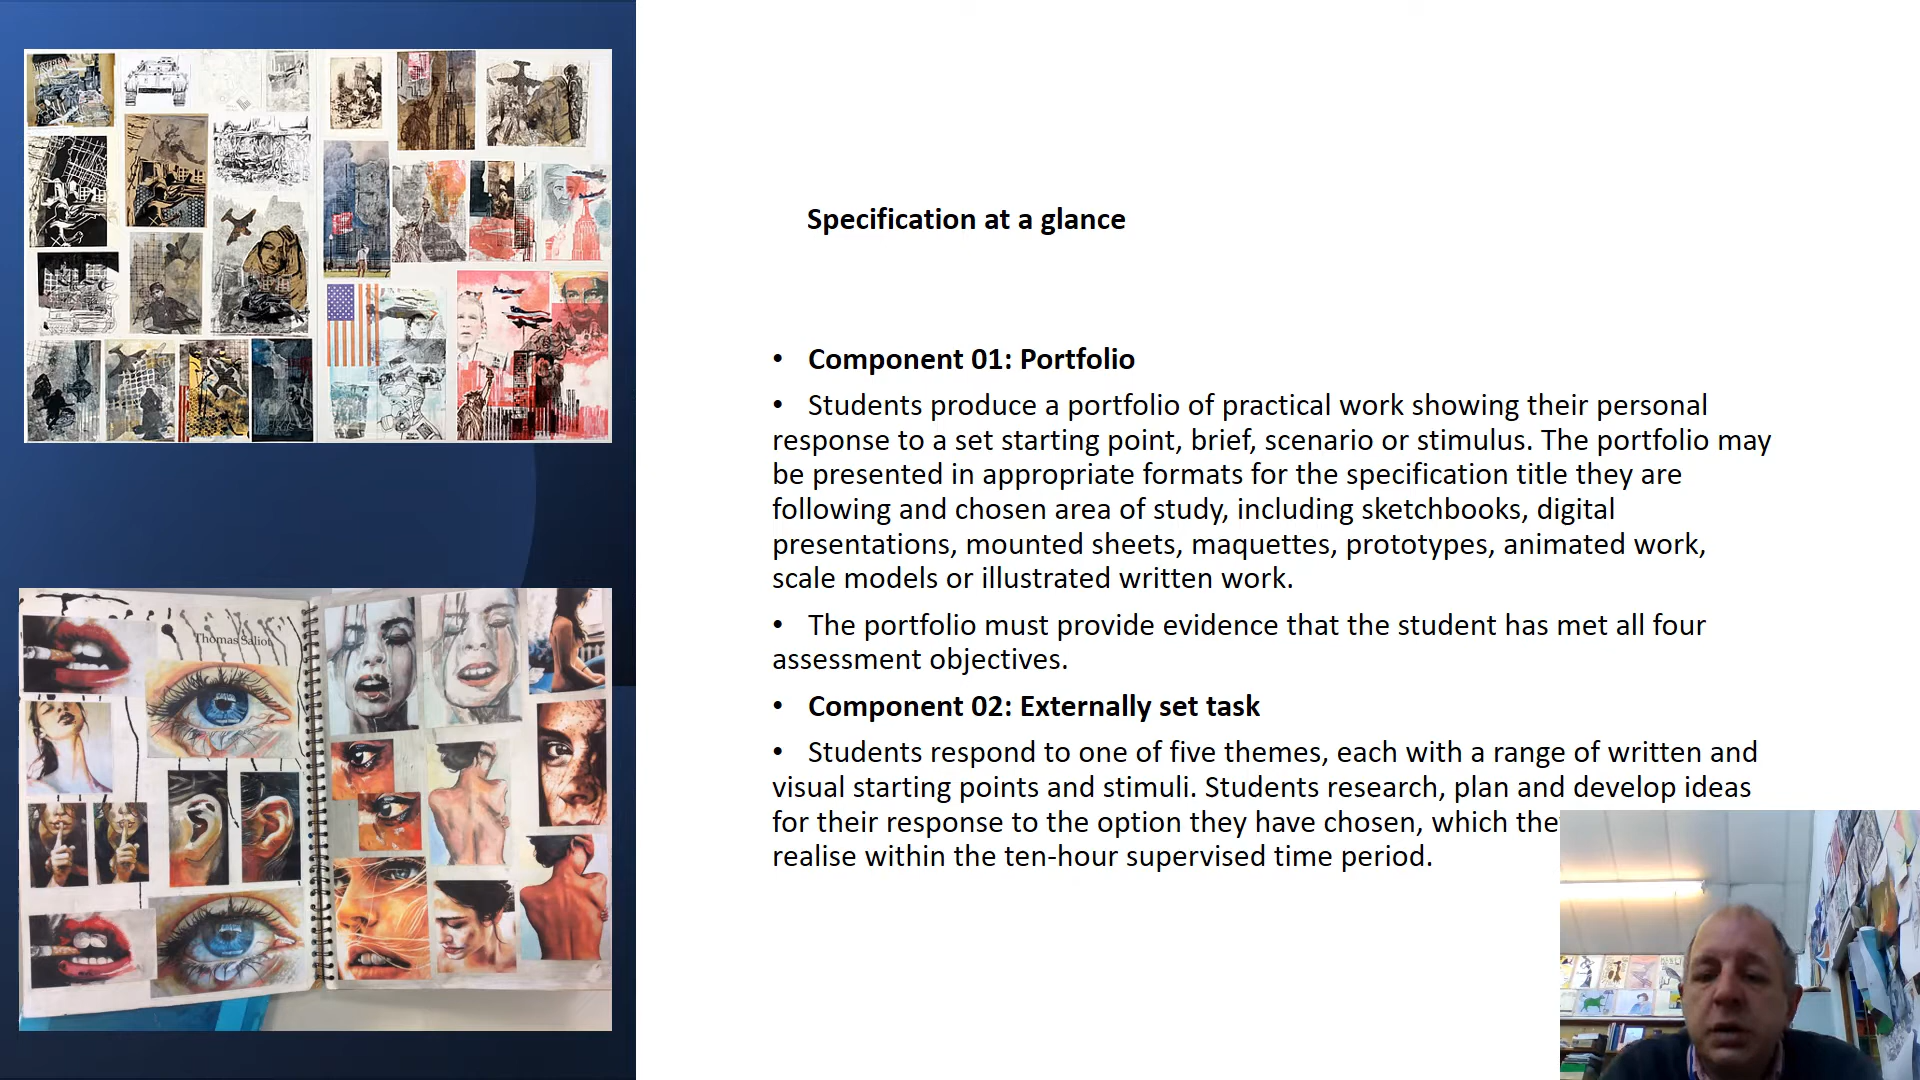 Specification at a glance
• Component 01: Portfolio
• Students produce a portfolio of practical work showing their personal
response to a set starting point, brief, scenario or stimulus. The portfolio may
be presented in appropriate formats for the specification title they are
following and chosen area of study, including sketchbooks, digital
presentations, mounted sheets, maquettes, prototypes, animated work,
scale models or illustrated written work.
• The portfolio must provide evidence that the student has met all four
assessment objectives.
• Component 02: Externally set task
• Students respond to one of five themes, each with a range of written and
visual starting points and stimuli. Students research, plan and develop ideas
for their response to the option they have chosen, which
realise within the ten-hour supervised time period.
Thomas Saliot